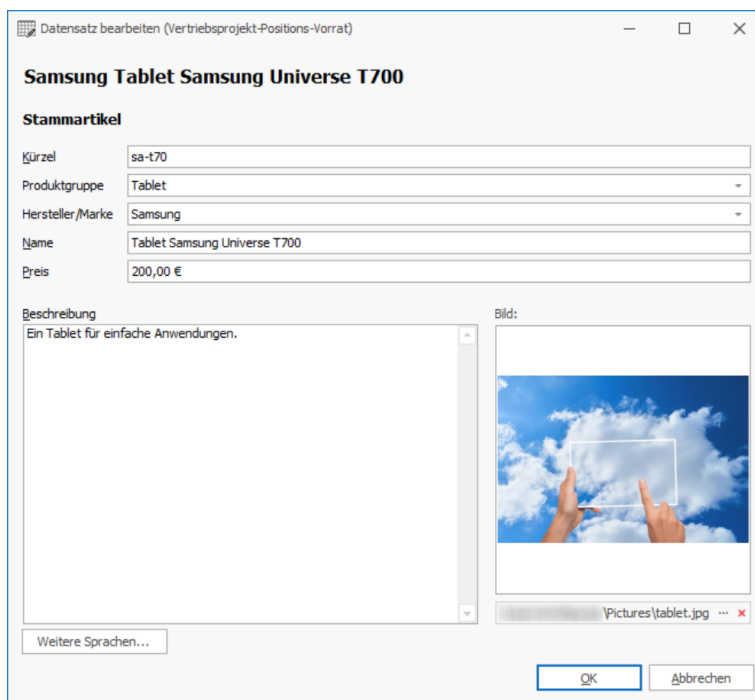 Datensatz bearbeiten (Vertriebsprojekt-Positions-Vorrat)
Samsung Tablet Samsung Universe T700
Stammartikel
Kürzel sa-t70
Produktgruppe Tablet
Hersteller/Marke Samsung
Name Tablet Samsung Universe T700
Preis 200,00 €
Beschreibung Bild:
Ein Tablet für einfache Anwendungen.
\Pictures\tablet.jpg ...
Weitere Sprachen...
OK Abbrechen